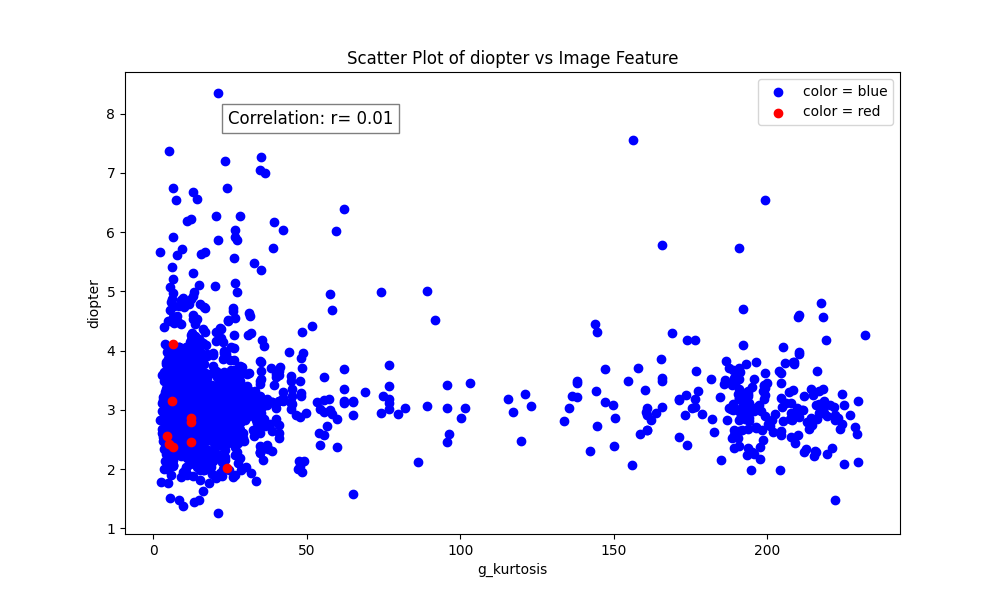 Scatter Plot of diopter vs Image Feature
Correlation: r= 0.01
color = blue
color = red
diopter
8
7
6
5
4
3
2
1
0
50
100
150
200
g_kurtosis